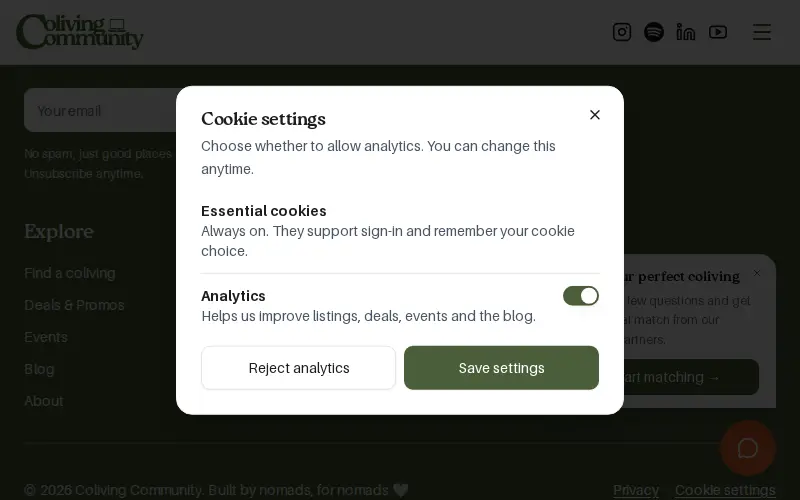 Coliving
Community
Your email
No spam, just good places
Unsubscribe anytime.
Explore
Find a coliving
Deals & Promos
Events
Blog
About
Cookie settings
Choose whether to allow analytics. You can change this
anytime.
Essential cookies
Always on. They support sign-in and remember your cookie
choice.
Analytics
Helps us improve listings, deals, events and the blog.
Reject analytics
Save settings
perfect coliving
few questions and get
match from our
matching →
© 2026 Coliving Community. Built by nomads, for nomads 🤍
Privacy
Cookie settings